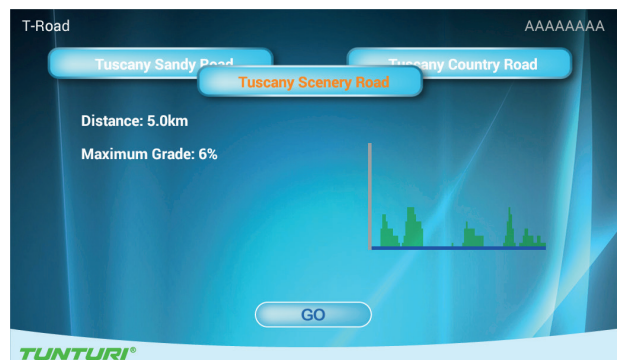 T-Road
AAAAAAAA
Tuscany Sandy Road
Tuscany Country Road
Tuscany Scenery Road
Distance: 5.0km
Maximum Grade: 6%
GO
TUNTURI®